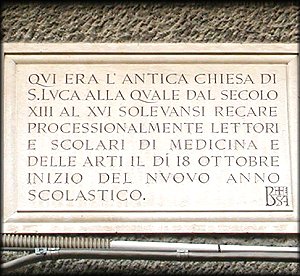 QVI ERA L'ANTICA CHIESA DI
S. LVCA ALLA QVALE DAL SECOLO
XIII AL XVI SOLEVANSI RECARE
PROCESSIONALMENTE LETTORI
E SCOLARI DI MEDICINA E
DELLE ARTI IL DÌ 18 OTTOBRE
INIZIO DEL NVOVO ANNO
SCOLASTICO.